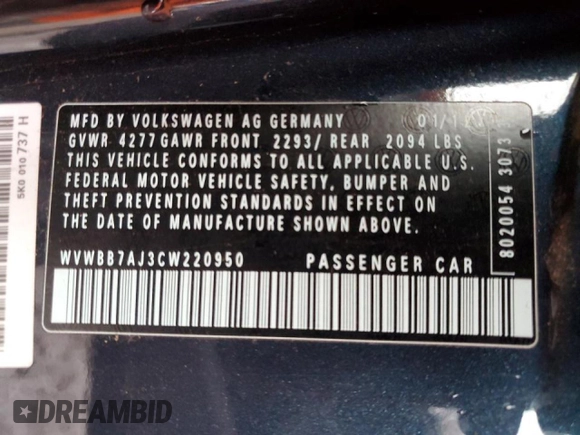 MFD BY VOLKSWAGEN AG GERMANY
GVWR 4277 GAWR FRONT 2293/ REAR 2094 LBS
THIS VEHICLE CONFORMS TO ALL APPLICABLE U.S.
FEDERAL MOTOR VEHICLE SAFETY, BUMPER AND
THEFT PREVENTION STANDARDS IN EFFECT ON
THE DATE OF MANUFACTURE SHOWN ABOVE.
WVWBB7AJ3CW220950 PASSENGER CAR
8020054 3073
5K0 010 737 H
DREAMBID